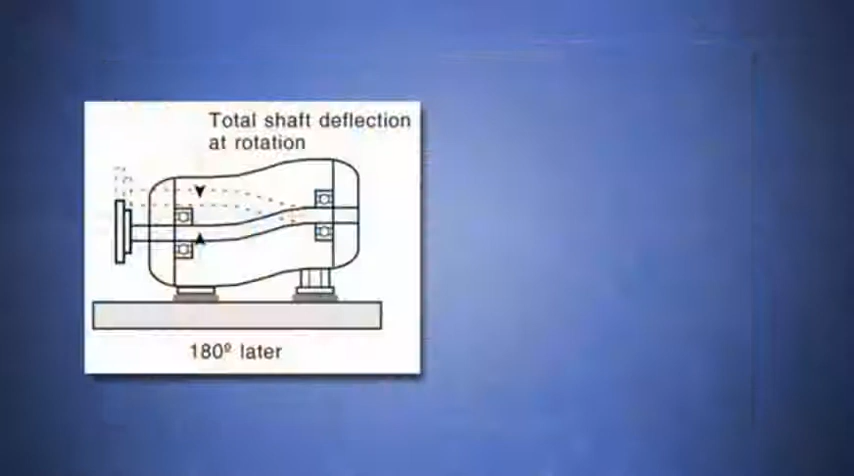 Total shaft deflection
at rotation
180º later